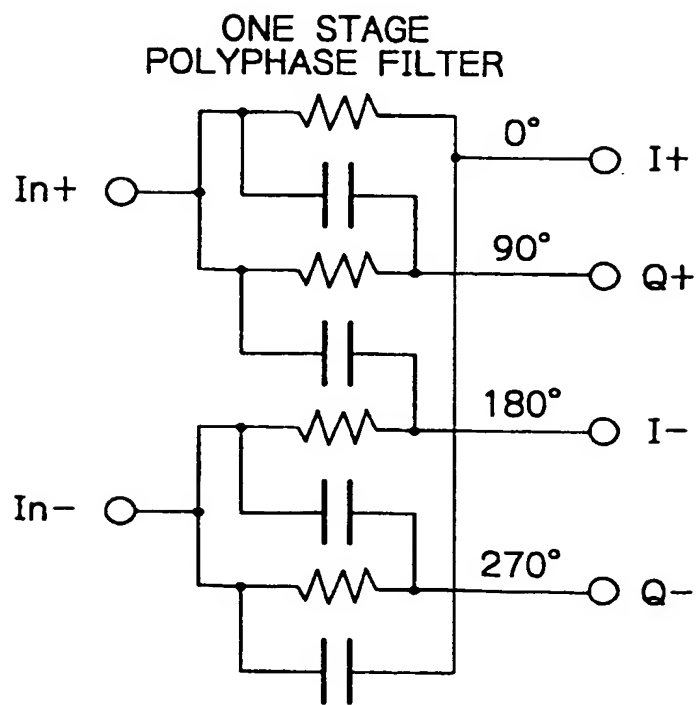 ONE STAGE
POLYPHASE FILTER
0° I+
In+
90° Q+
180° I-
In-
270° Q-